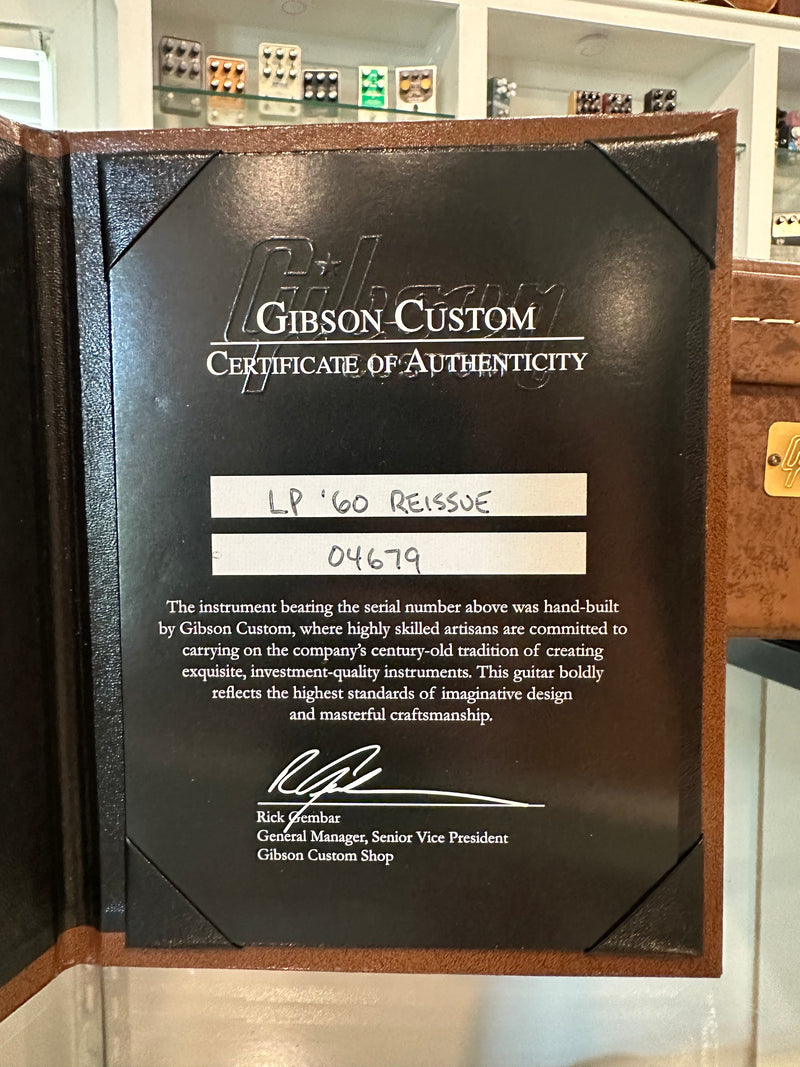 Gibson
CUSTOM
GIBSON CUSTOM
CERTIFICATE OF AUTHENTICITY
LP '60 REISSUE
04679
The instrument bearing the serial number above was hand-built
by Gibson Custom, where highly skilled artisans are committed to
carrying on the company's century-old tradition of creating
exquisite, investment-quality instruments. This guitar boldly
reflects the highest standards of imaginative design
and masterful craftsmanship.
Rick Gembar
General Manager, Senior Vice President
Gibson Custom Shop